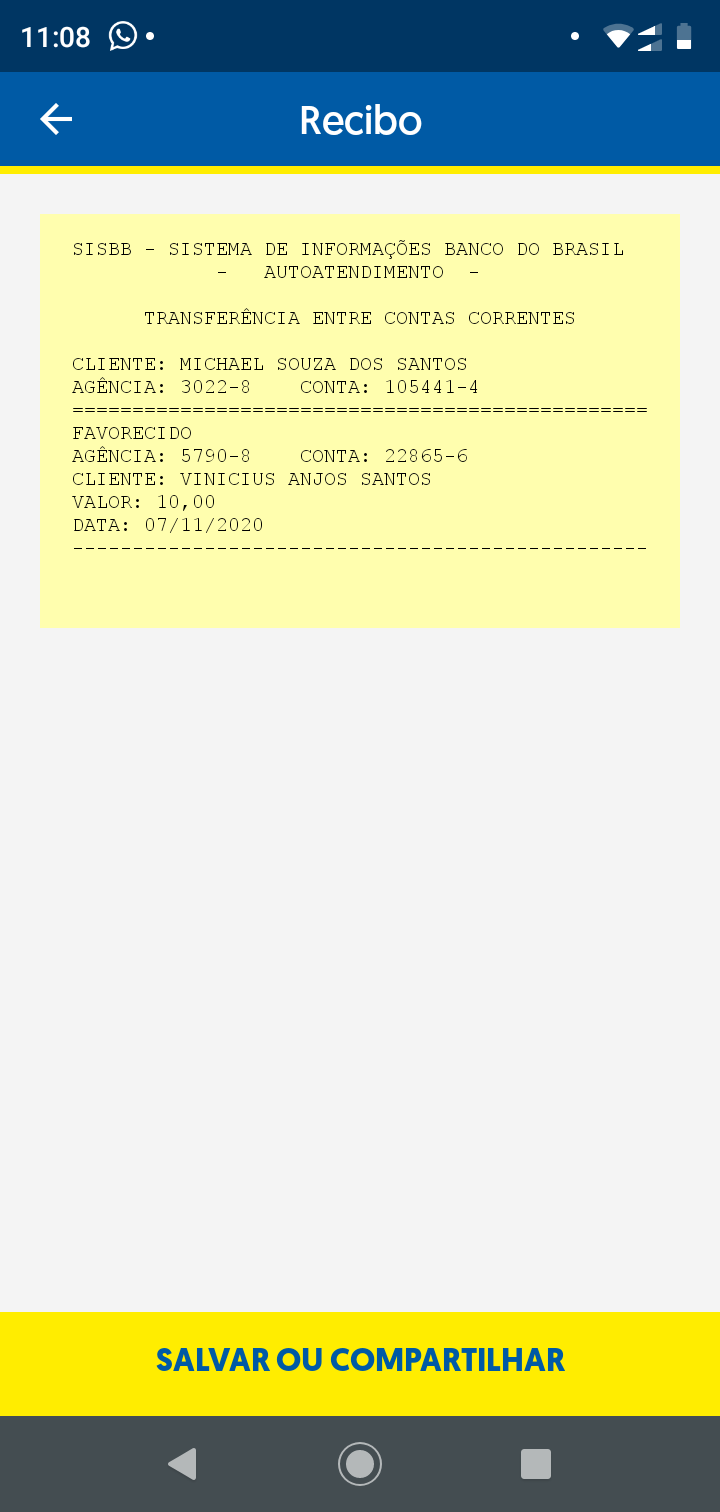 11:08
Recibo
SISBB - SISTEMA DE INFORMAÇÕES BANCO DO BRASIL
- AUTOATENDIMENTO -
TRANSFERÊNCIA ENTRE CONTAS CORRENTES
CLIENTE: MICHAEL SOUZA DOS SANTOS
AGÊNCIA: 3022-8 CONTA: 105441-4
================================================
FAVORECIDO
AGÊNCIA: 5790-8 CONTA: 22865-6
CLIENTE: VINICIUS ANJOS SANTOS
VALOR: 10,00
DATA: 07/11/2020
------------------------------------------------
SALVAR OU COMPARTILHAR